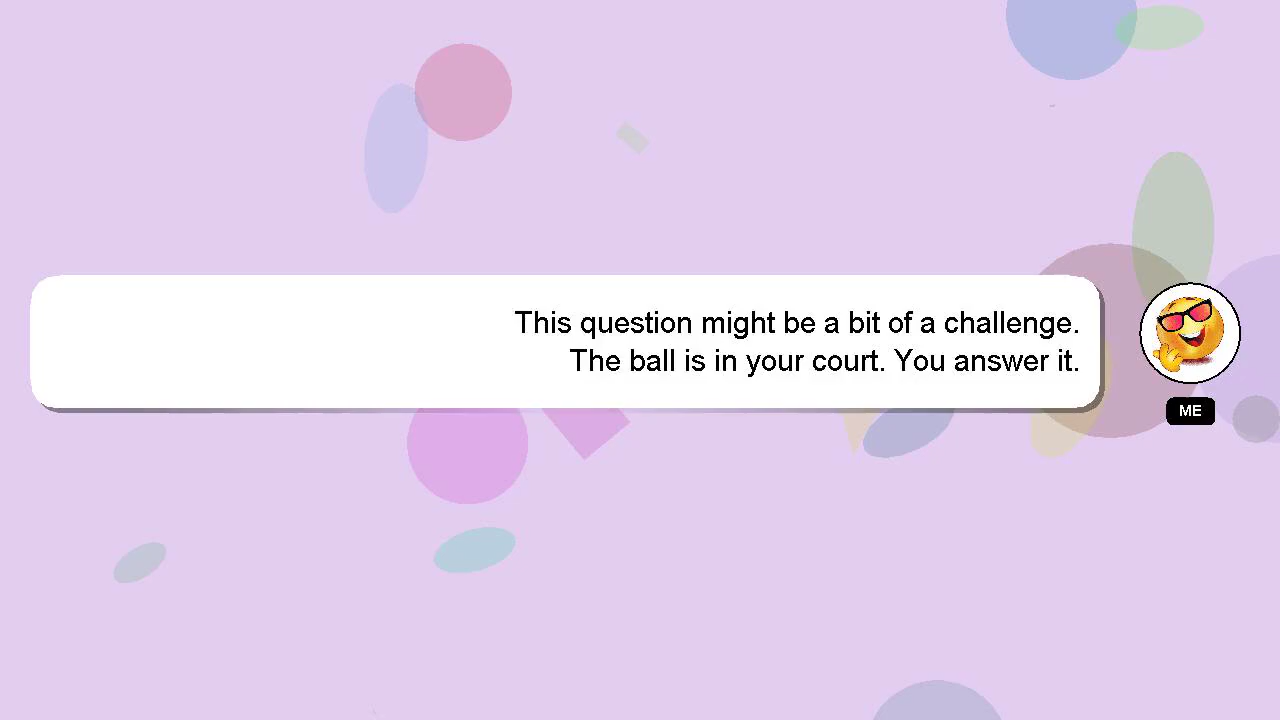 This question might be a bit of a challenge.
The ball is in your court. You answer it.
ME